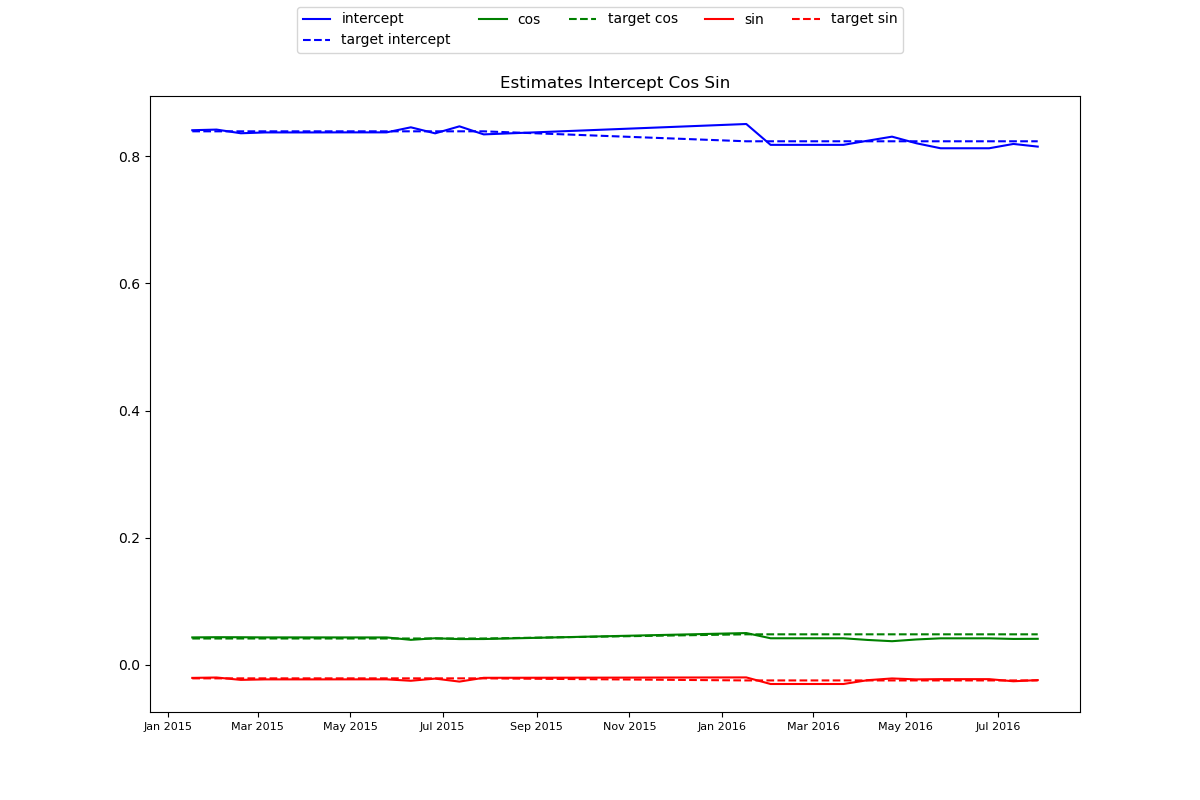 intercept cos target cos sin target sin
target intercept
Estimates Intercept Cos Sin
0.8
0.6
0.4
0.2
0.0
Jan 2015 Mar 2015 May 2015 Jul 2015 Sep 2015 Nov 2015 Jan 2016 Mar 2016 May 2016 Jul 2016